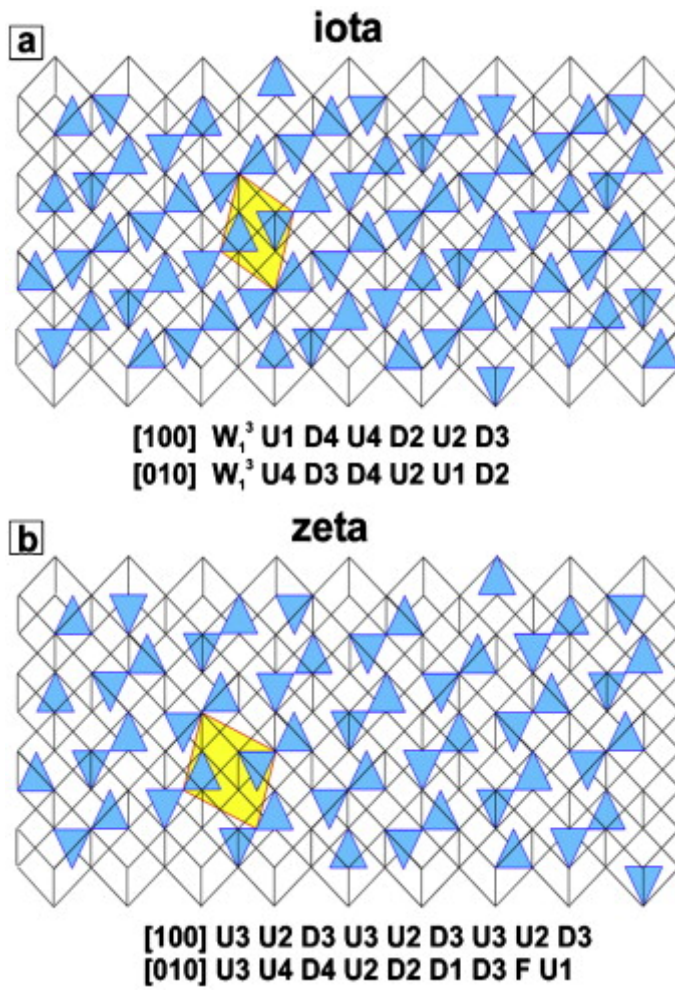 a
iota
[100] W₁³ U1 D4 U4 D2 U2 D3
[010] W₁³ U4 D3 D4 U2 U1 D2
b
zeta
[100] U3 U2 D3 U3 U2 D3 U3 U2 D3
[010] U3 U4 D4 U2 D2 D1 D3 F U1